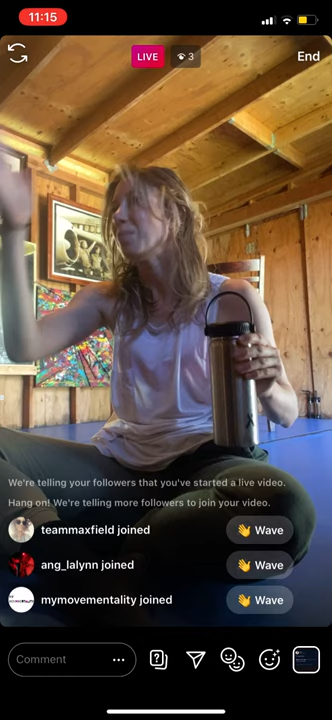 11:15
LIVE 3 End
We're telling your followers that you've started a live video.
Hang on! We're telling more followers to join your video.
teammaxfield joined 👋 Wave
ang_lalynn joined 👋 Wave
mymovementality joined 👋 Wave
Comment